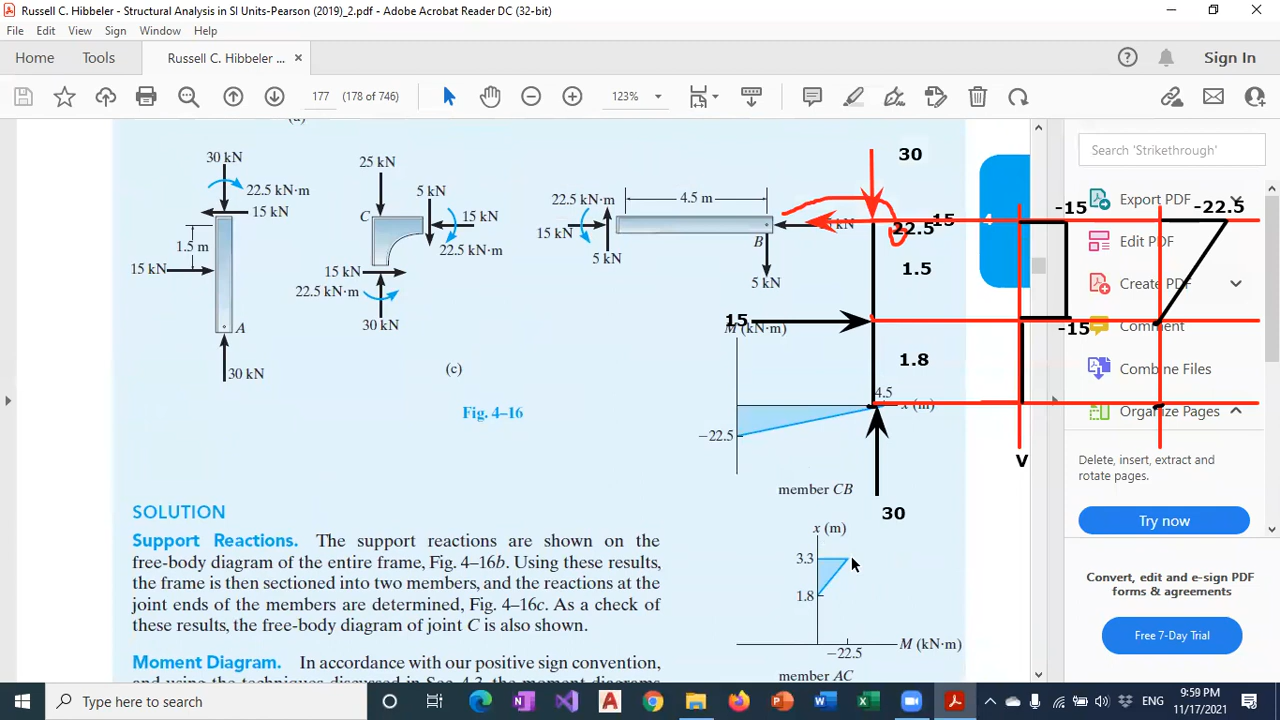 Russell C. Hibbeler - Structural Analysis in SI Units-Pearson (2019)_2.pdf - Adobe Acrobat Reader DC (32-bit)
File Edit View Sign Window Help
Home Tools Russell C. Hibbeler ... × Sign In
177 (178 of 746) 123%
Search 'Strikethrough'
Export PDF
Edit PDF
Create PDF
Comment
Combine Files
Organize Pages
Delete, insert, extract and
rotate pages.
Try now
Convert, edit and e-sign PDF
forms & agreements
Free 7-Day Trial
30 kN
22.5 kN·m
15 kN
1.5 m
15 kN
A
30 kN
25 kN
C
5 kN
15 kN
22.5 kN·m
15 kN
22.5 kN·m
30 kN
(c)
22.5 kN·m
4.5 m
15 kN
5 kN
B
kN
5 kN
30
15
22.5
1.5
15
1.8
30
4
-15
-15
V
-22.5
M (kN·m)
4.5
x (m)
−22.5
member CB
x (m)
3.3
1.8
M (kN·m)
−22.5
member AC
Fig. 4–16
SOLUTION
Support Reactions. The support reactions are shown on the
free-body diagram of the entire frame, Fig. 4–16b. Using these results,
the frame is then sectioned into two members, and the reactions at the
joint ends of the members are determined, Fig. 4–16c. As a check of
these results, the free-body diagram of joint C is also shown.
Moment Diagram. In accordance with our positive sign convention,
Type here to search
ENG
9:59 PM
11/17/2021